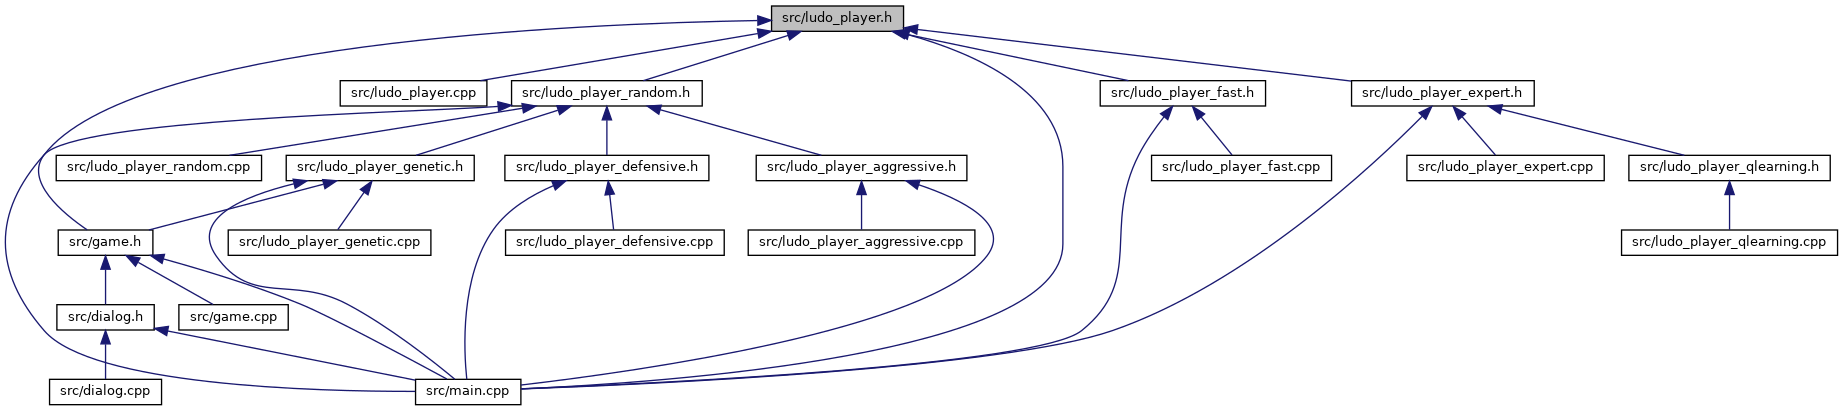 src/ludo_player.h
src/ludo_player.cpp
src/ludo_player_random.h
src/ludo_player_fast.h
src/ludo_player_expert.h
src/ludo_player_random.cpp
src/ludo_player_genetic.h
src/ludo_player_defensive.h
src/ludo_player_aggressive.h
src/ludo_player_fast.cpp
src/ludo_player_expert.cpp
src/ludo_player_qlearning.h
src/game.h
src/ludo_player_genetic.cpp
src/ludo_player_defensive.cpp
src/ludo_player_aggressive.cpp
src/ludo_player_qlearning.cpp
src/dialog.h
src/game.cpp
src/dialog.cpp
src/main.cpp